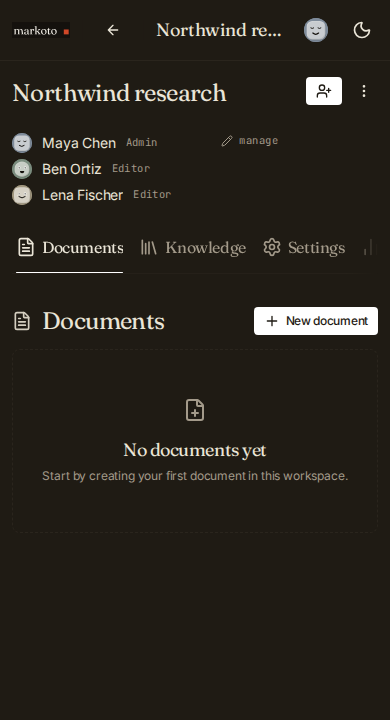 markoto
Northwind re...
Northwind research
Maya Chen Admin
manage
Ben Ortiz Editor
Lena Fischer Editor
Documents Knowledge Settings
Documents
New document
No documents yet
Start by creating your first document in this workspace.